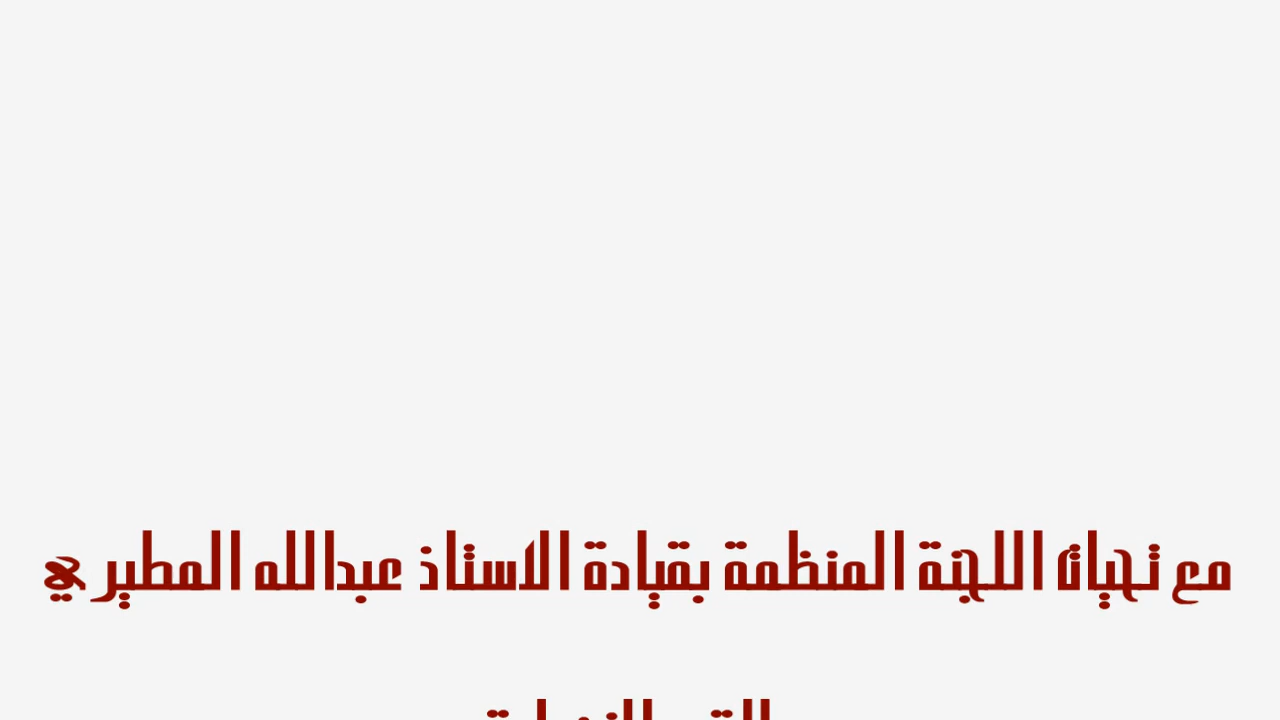 مع تحيات اللجنة المنظمة بقيادة الاستاذ عبدالله المطيري